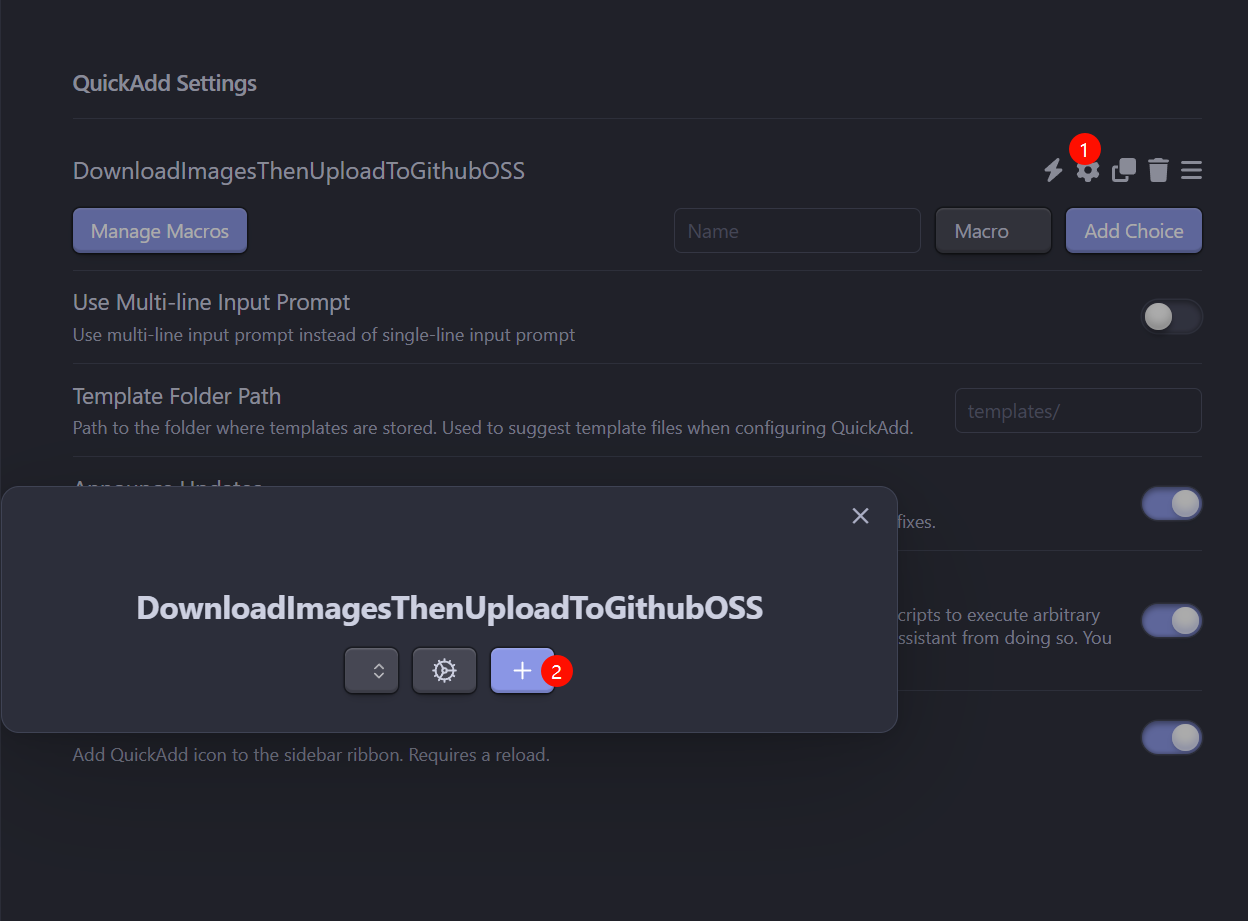 QuickAdd Settings
1
DownloadImagesThenUploadToGithubOSS
Manage Macros
Name
Macro
Add Choice
Use Multi-line Input Prompt
Use multi-line input prompt instead of single-line input prompt
Template Folder Path
Path to the folder where templates are stored. Used to suggest template files when configuring QuickAdd.
templates/
Announce Updates
fixes.
DownloadImagesThenUploadToGithubOSS
cripts to execute arbitrary
ssistant from doing so. You
2
Add QuickAdd icon to the sidebar ribbon. Requires a reload.